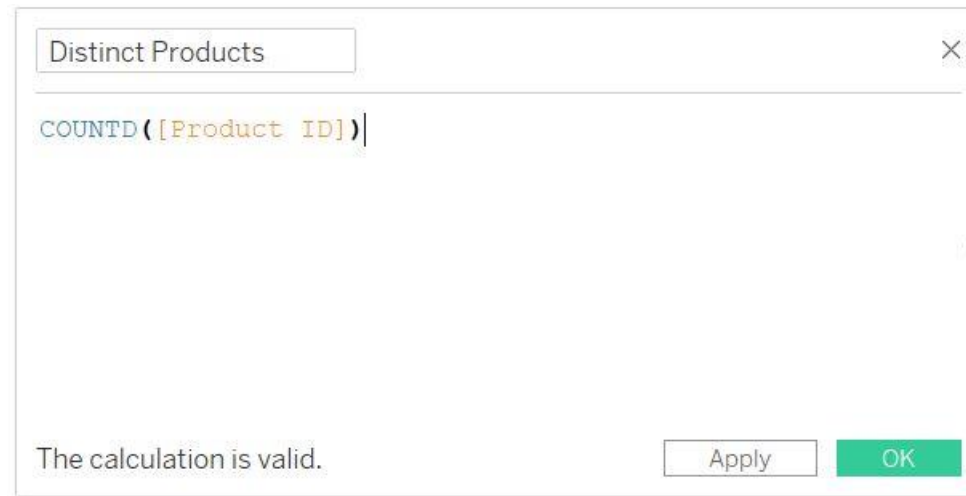 Distinct Products
COUNTD([Product ID])
The calculation is valid.
Apply
OK